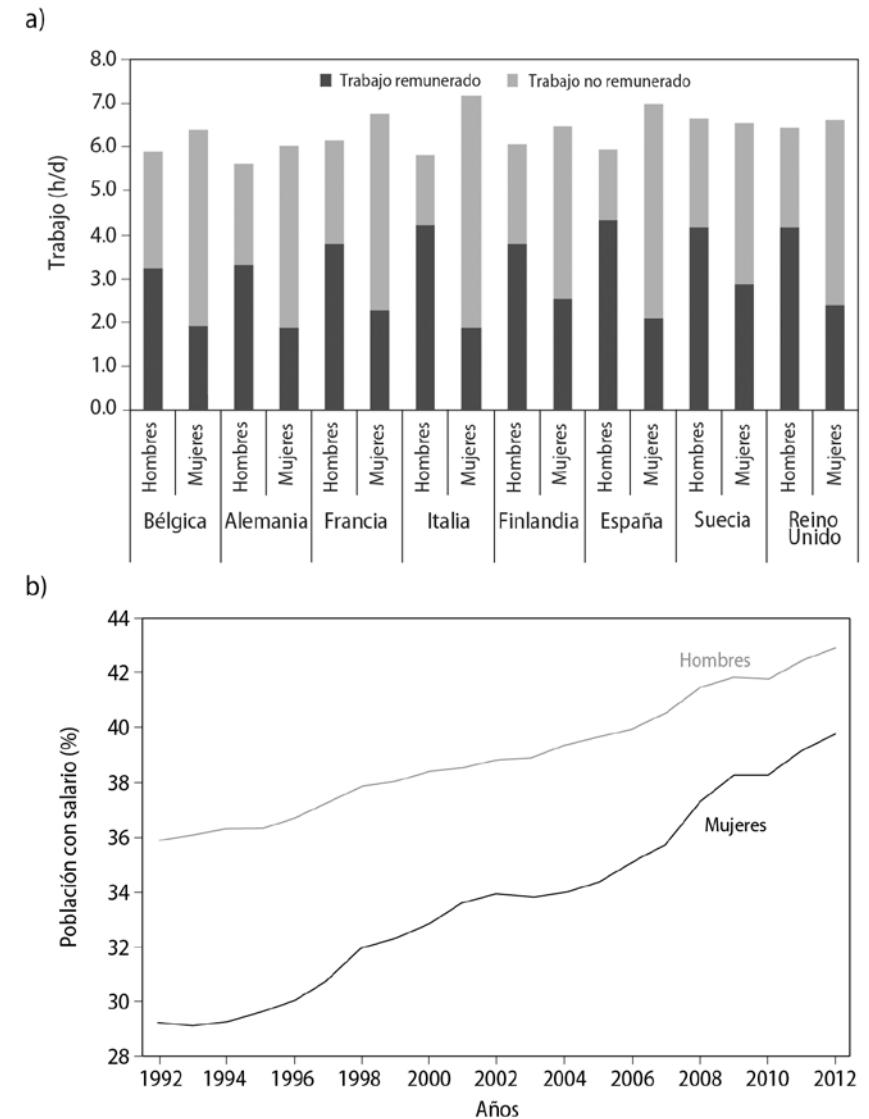 a)
8.0
7.0
6.0
5.0
4.0
3.0
2.0
1.0
0.0
Trabajo (h/d)
Trabajo remunerado
Trabajo no remunerado
Hombres
Mujeres
Hombres
Mujeres
Hombres
Mujeres
Hombres
Mujeres
Hombres
Mujeres
Hombres
Mujeres
Hombres
Mujeres
Hombres
Mujeres
Bélgica
Alemania
Francia
Italia
Finlandia
España
Suecia
Reino
Unido
b)
44
42
40
38
36
34
32
30
28
Población con salario (%)
Hombres
Mujeres
1992 1994 1996 1998 2000 2002 2004 2006 2008 2010 2012
Años